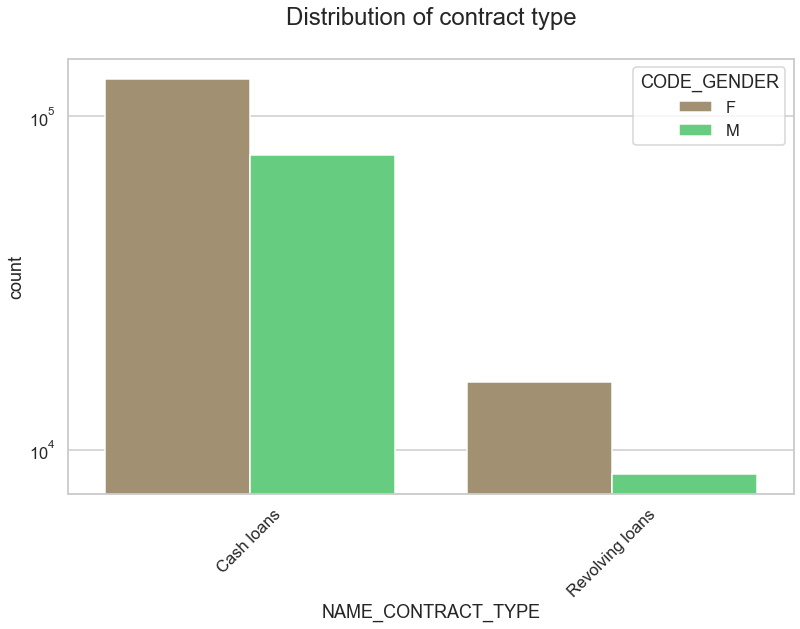 Distribution of contract type
CODE_GENDER
F
M
10^5
10^4
count
Cash loans
Revolving loans
NAME_CONTRACT_TYPE